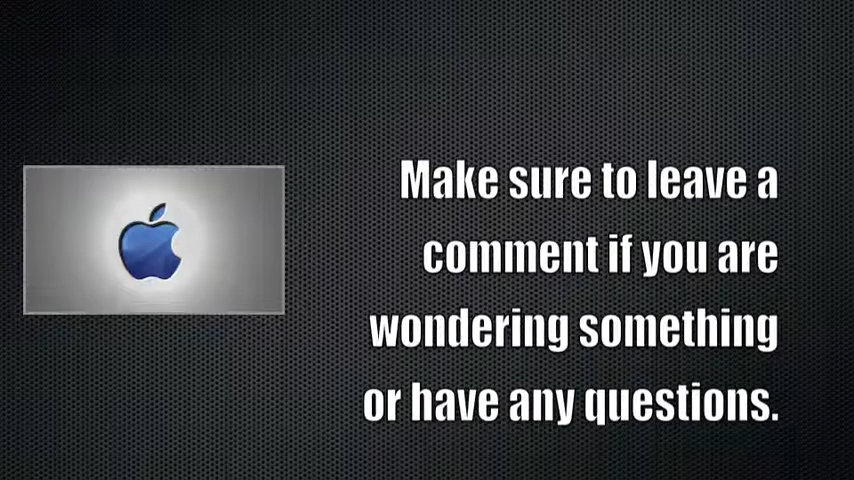 Make sure to leave a
comment if you are
wondering something
or have any questions.